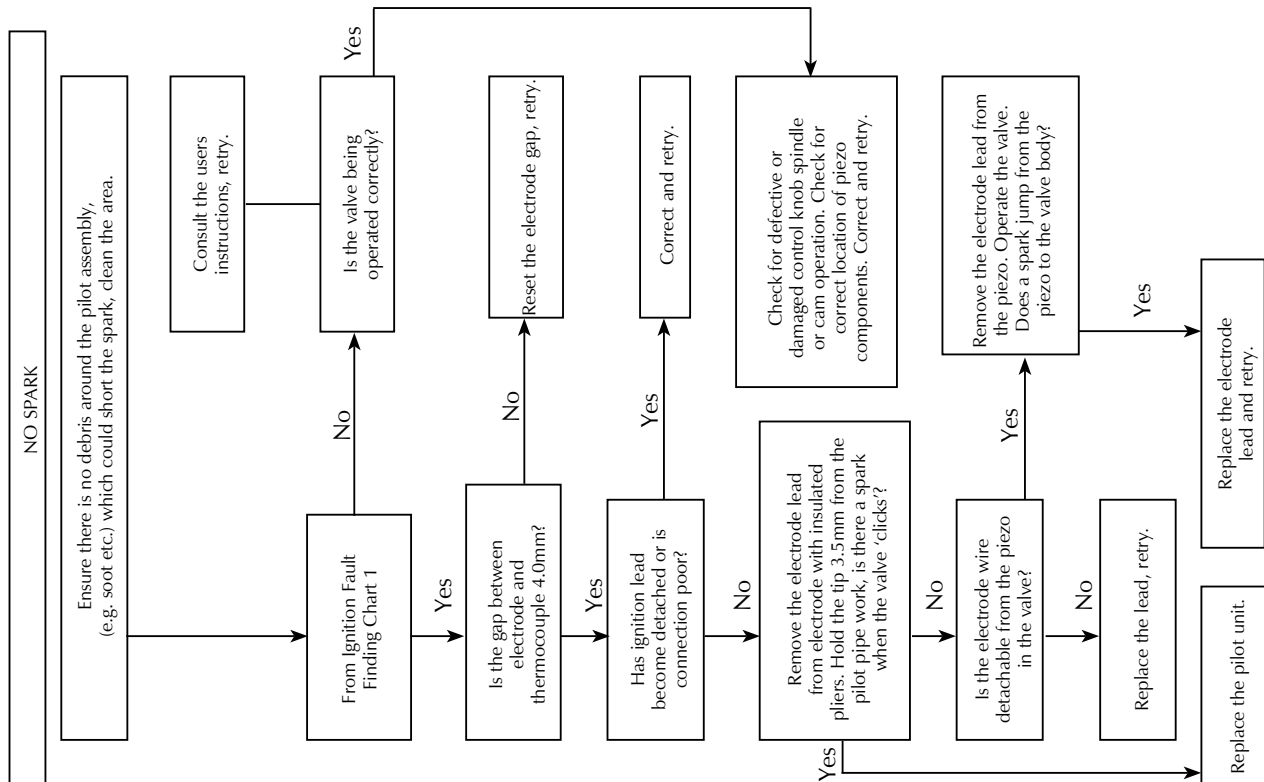 NO SPARK
Ensure there is no debris around the pilot assembly,
(e.g. soot etc.) which could short the spark, clean the area.
From Ignition Fault
Finding Chart 1
No
Is the valve being
operated correctly?
Consult the users
instructions, retry.
Yes
Yes
Is the gap between
electrode and
thermocouple 4.0mm?
No
Reset the electrode gap, retry.
Yes
Has ignition lead
become detached or is
connection poor?
Yes
Correct and retry.
No
Remove the electrode lead
from electrode with insulated
pliers. Hold the tip 3.5mm from the
pilot pipe work, is there a spark
when the valve 'clicks'?
Check for defective or
damaged control knob spindle
or cam operation. Check for
correct location of piezo
components. Correct and retry.
No
Is the electrode wire
detachable from the piezo
in the valve?
Yes
Remove the electrode lead from
the piezo. Operate the valve.
Does a spark jump from the
piezo to the valve body?
No
Replace the lead, retry.
Yes
Replace the electrode
lead and retry.
Yes
Replace the pilot unit.